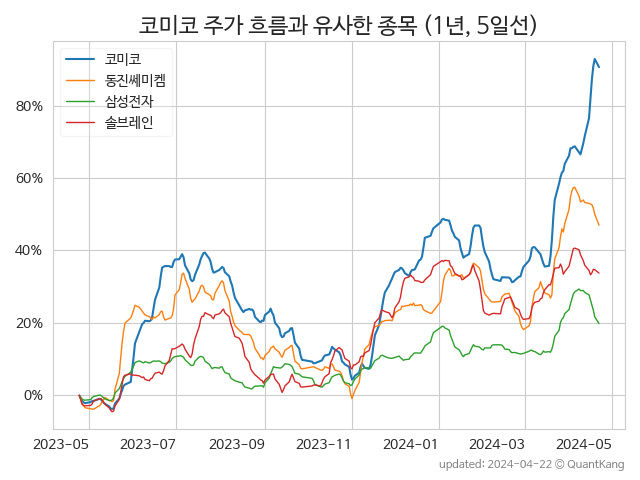 코미코 주가 흐름과 유사한 종목 (1년, 5일선)
코미코
동진쎄미켐
삼성전자
솔브레인
80%
60%
40%
20%
0%
2023-05 2023-07 2023-09 2023-11 2024-01 2024-03 2024-05
updated: 2024-04-22 © QuantKang